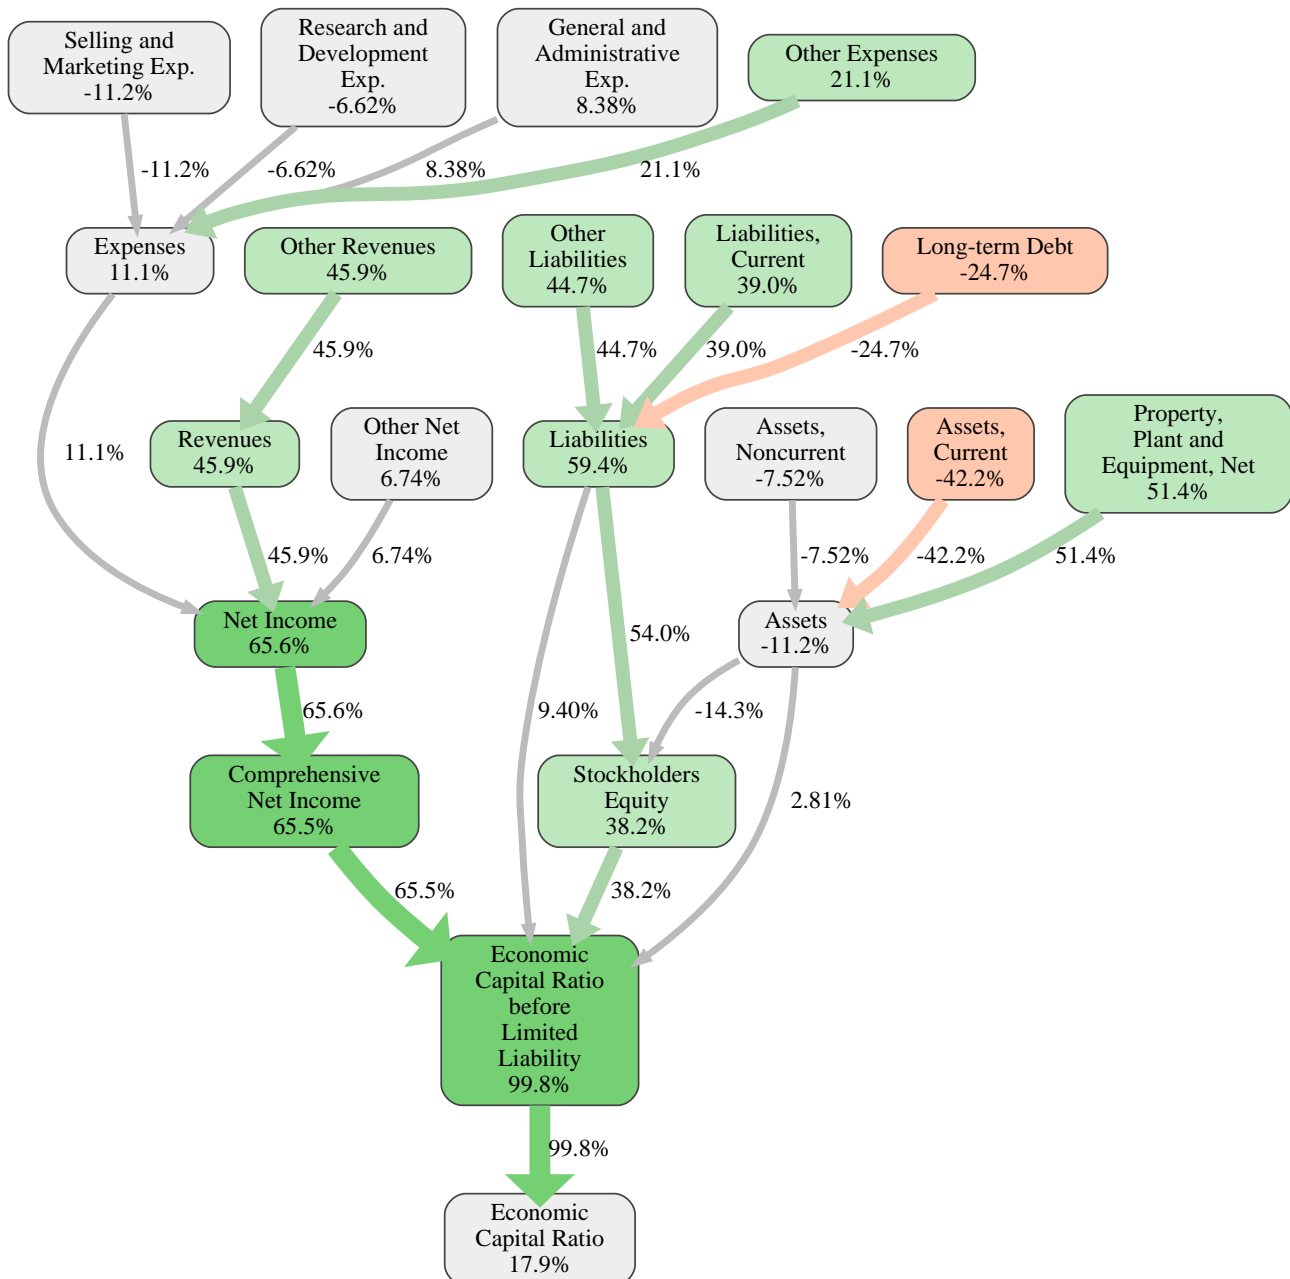 Selling and
Marketing Exp.
-11.2%
Research and
Development
Exp.
-6.62%
General and
Administrative
Exp.
8.38%
Other Expenses
21.1%
-11.2%
-6.62%
8.38%
21.1%
Expenses
11.1%
Other Revenues
45.9%
Other
Liabilities
44.7%
Liabilities,
Current
39.0%
Long-term Debt
-24.7%
45.9%
44.7%
39.0%
-24.7%
11.1%
Revenues
45.9%
Other Net
Income
6.74%
Liabilities
59.4%
Assets,
Noncurrent
-7.52%
Assets,
Current
-42.2%
Property,
Plant and
Equipment, Net
51.4%
45.9%
6.74%
-7.52%
-42.2%
51.4%
Net Income
65.6%
54.0%
Assets
-11.2%
65.6%
9.40%
-14.3%
2.81%
Comprehensive
Net Income
65.5%
Stockholders
Equity
38.2%
65.5%
38.2%
Economic
Capital Ratio
before
Limited
Liability
99.8%
99.8%
Economic
Capital Ratio
17.9%